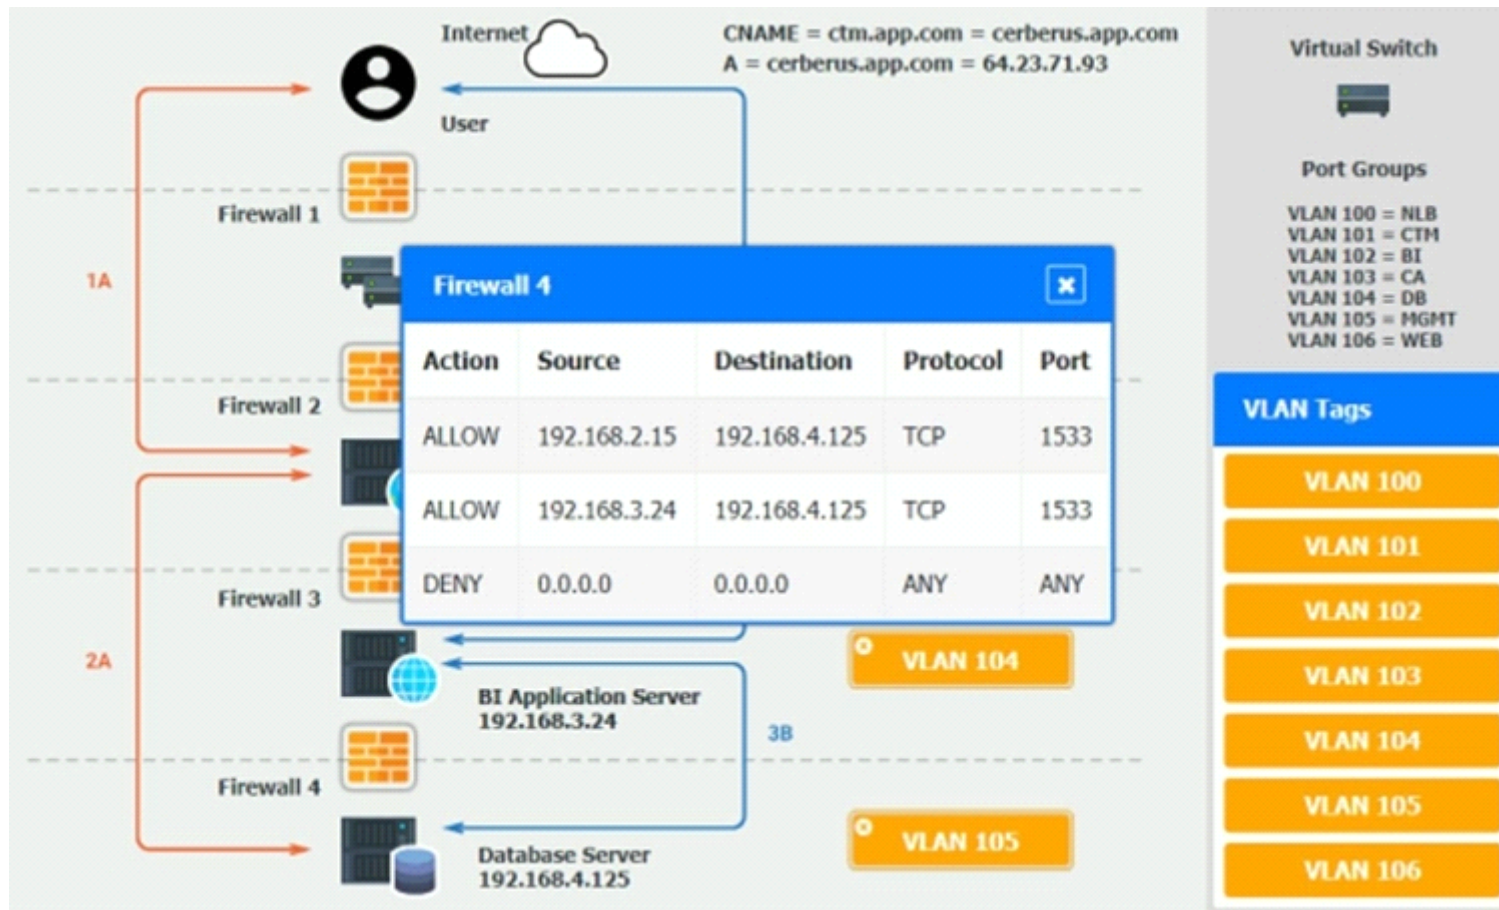 Internet
CNAME = ctm.app.com = cerberus.app.com
A = cerberus.app.com = 64.23.71.93
User
Firewall 1
1A
Firewall 2
Firewall 3
2A
BI Application Server
192.168.3.24
3B
Firewall 4
Database Server
192.168.4.125
Firewall 4
Action Source Destination Protocol Port
ALLOW 192.168.2.15 192.168.4.125 TCP 1533
ALLOW 192.168.3.24 192.168.4.125 TCP 1533
DENY 0.0.0.0 0.0.0.0 ANY ANY
VLAN 104
VLAN 105
Virtual Switch
Port Groups
VLAN 100 = NLB
VLAN 101 = CTM
VLAN 102 = BI
VLAN 103 = CA
VLAN 104 = DB
VLAN 105 = MGMT
VLAN 106 = WEB
VLAN Tags
VLAN 100
VLAN 101
VLAN 102
VLAN 103
VLAN 104
VLAN 105
VLAN 106